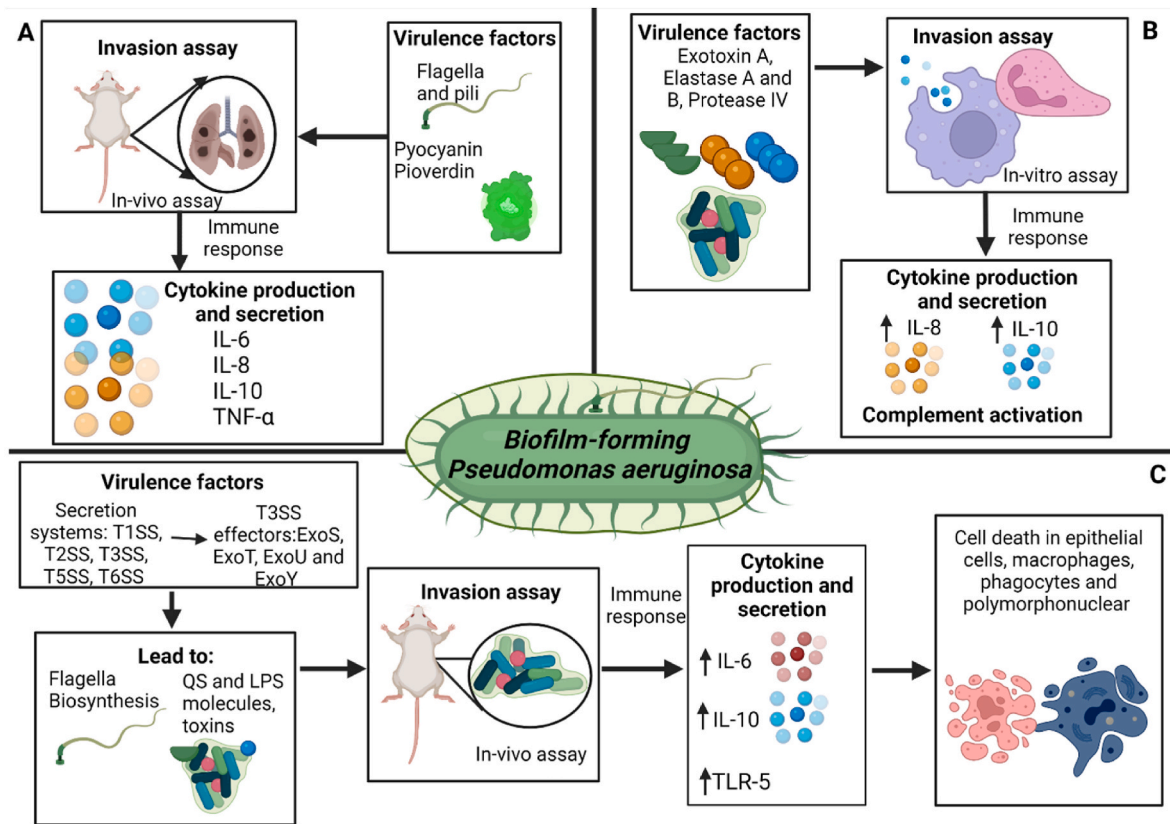 A
Invasion assay
In-vivo assay
Virulence factors
Flagella
and pili
Pyocyanin
Pioverdin
Immune
response
Cytokine production
and secretion
IL-6
IL-8
IL-10
TNF-α
B
Virulence factors
Exotoxin A,
Elastase A and
B, Protease IV
Invasion assay
In-vitro assay
Immune
response
Cytokine production
and secretion
IL-8
IL-10
Complement activation
Biofilm-forming
Pseudomonas aeruginosa
C
Virulence factors
Secretion
systems: T1SS,
T2SS, T3SS,
T5SS, T6SS
T3SS
effectors:ExoS,
ExoT, ExoU and
ExoY
Lead to:
Flagella
Biosynthesis
QS and LPS
molecules,
toxins
Invasion assay
In-vivo assay
Immune
response
Cytokine
production and
secretion
IL-6
IL-10
TLR-5
Cell death in epithelial
cells, macrophages,
phagocytes and
polymorphonuclear